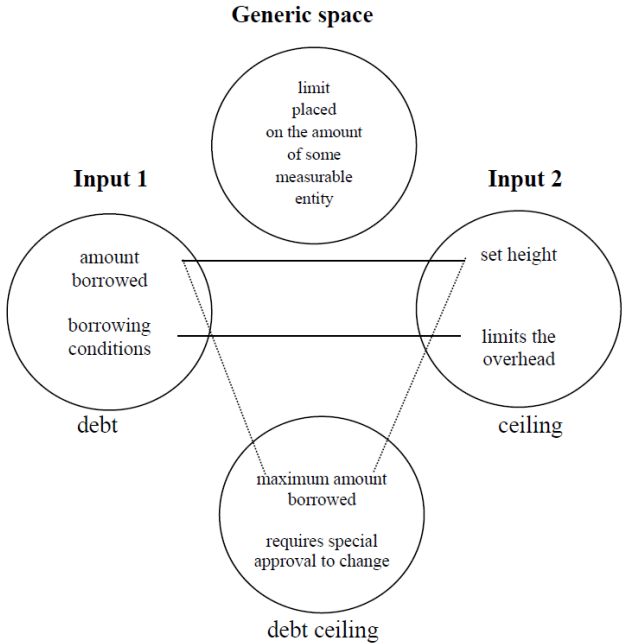 Generic space
limit
placed
on the amount
of some
measurable
entity
Input 1
Input 2
amount
borrowed
borrowing
conditions
debt
set height
limits the
overhead
ceiling
maximum amount
borrowed
requires special
approval to change
debt ceiling